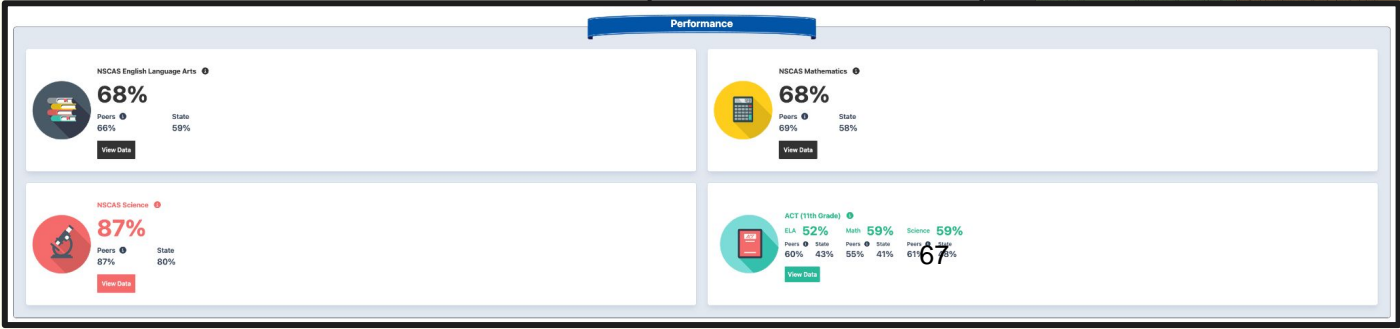 Performance
NSCAS English Language Arts
68%
Peers State
66% 59%
View Data
NSCAS Mathematics
68%
Peers State
69% 58%
View Data
NSCAS Science
87%
Peers State
87% 80%
View Data
ACT (11th Grade)
ELA 52% Math 59% Science 59%
Peers State Peers State Peers State
60% 43% 55% 41% 61% 48%
67
View Data